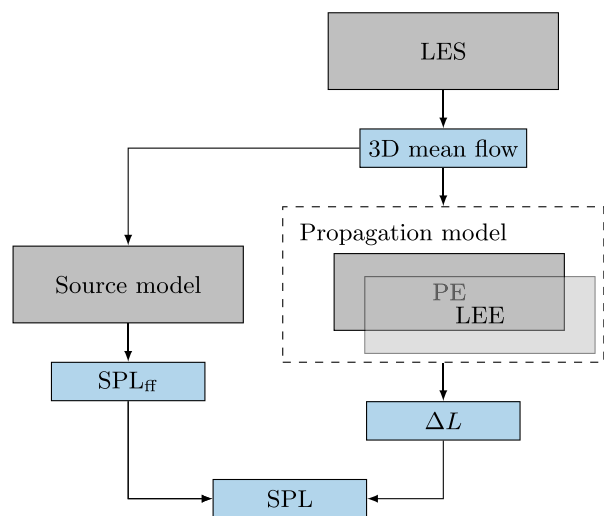 LES
3D mean flow
Propagation model
PE
LEE
Source model
SPL_ff
ΔL
SPL